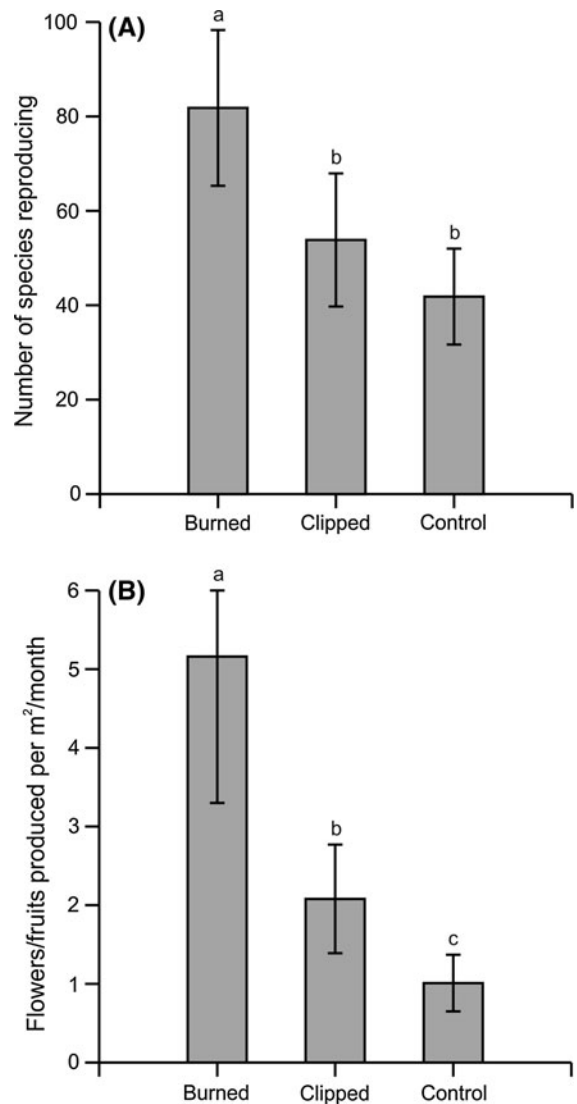 (A)
Number of species reproducing
100
80
60
40
20
0
a
b
b
Burned Clipped Control
(B)
Flowers/fruits produced per m²/month
6
5
4
3
2
1
0
a
b
c
Burned Clipped Control